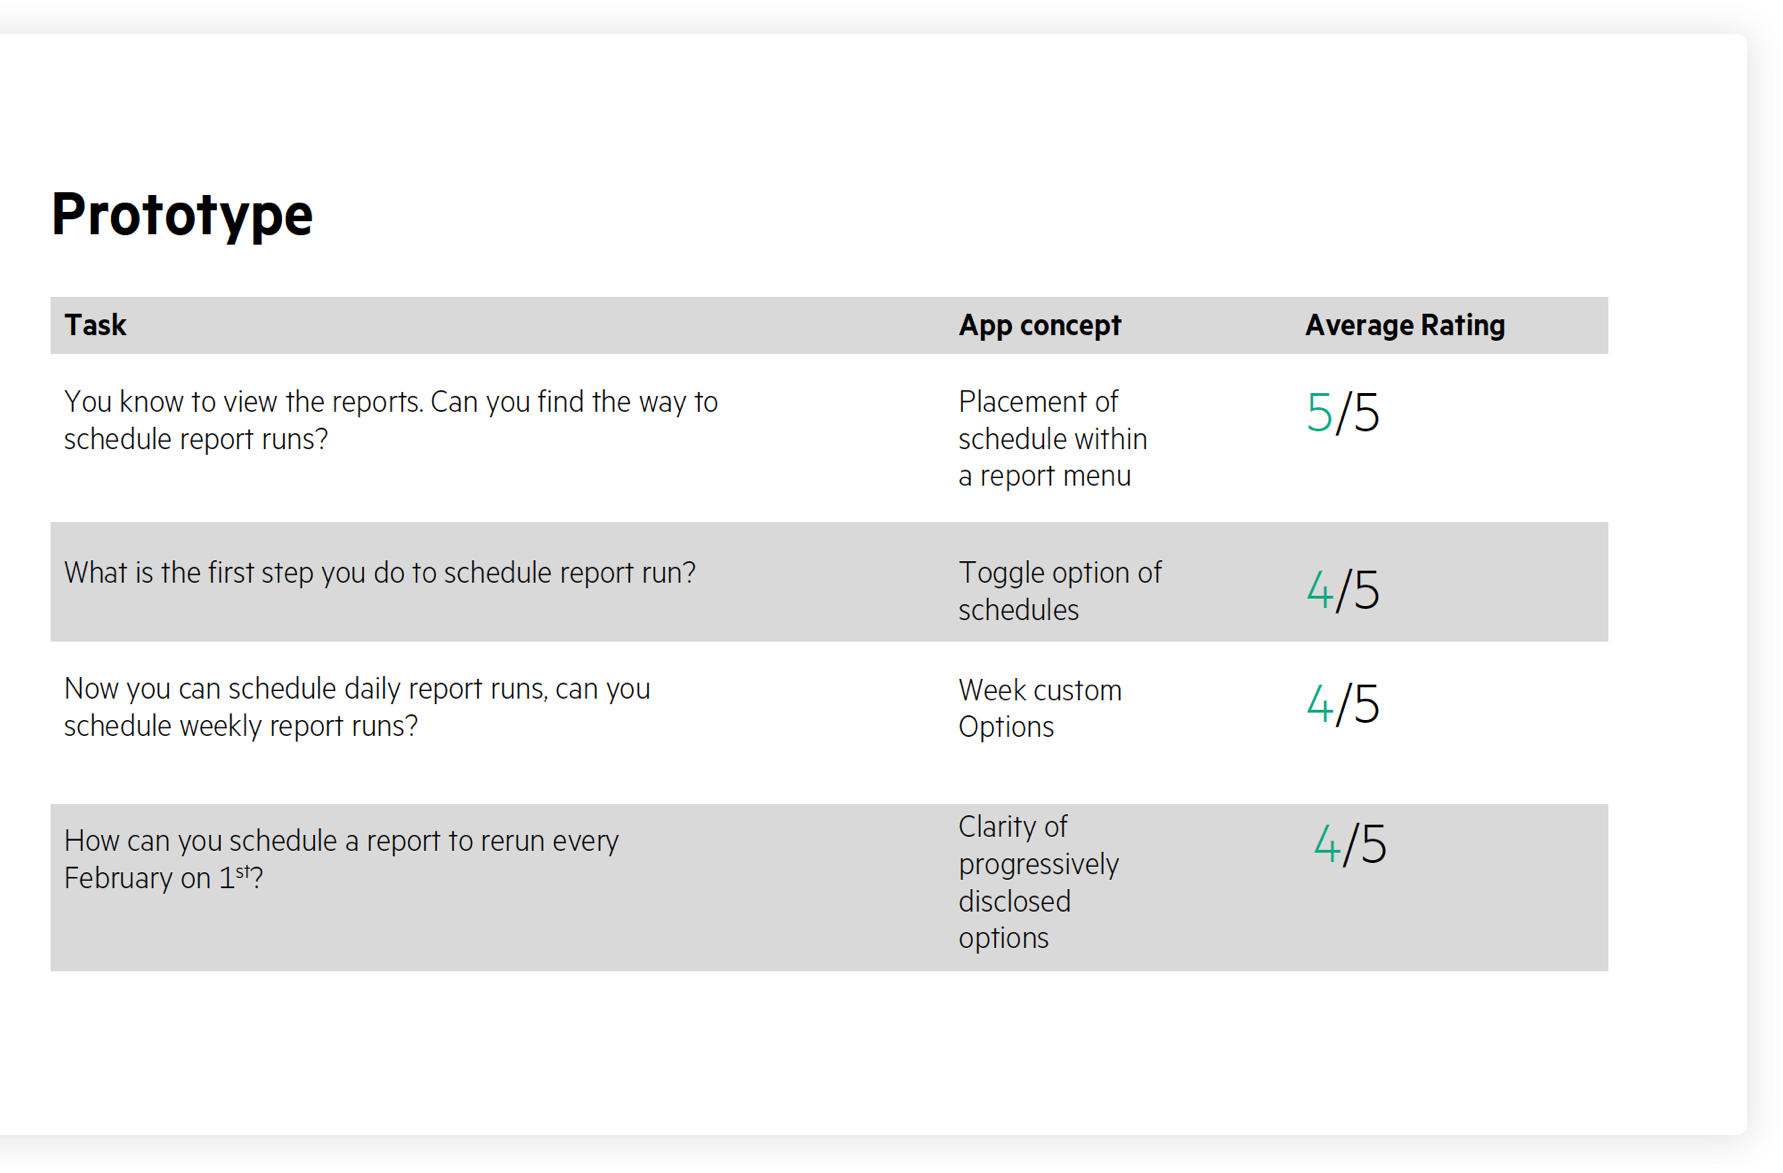 Prototype
Task App concept Average Rating
You know to view the reports. Can you find the way to
schedule report runs?
Placement of
schedule within
a report menu
5/5
What is the first step you do to schedule report run?
Toggle option of
schedules
4/5
Now you can schedule daily report runs, can you
schedule weekly report runs?
Week custom
Options
4/5
How can you schedule a report to rerun every
February on 1st?
Clarity of
progressively
disclosed
options
4/5